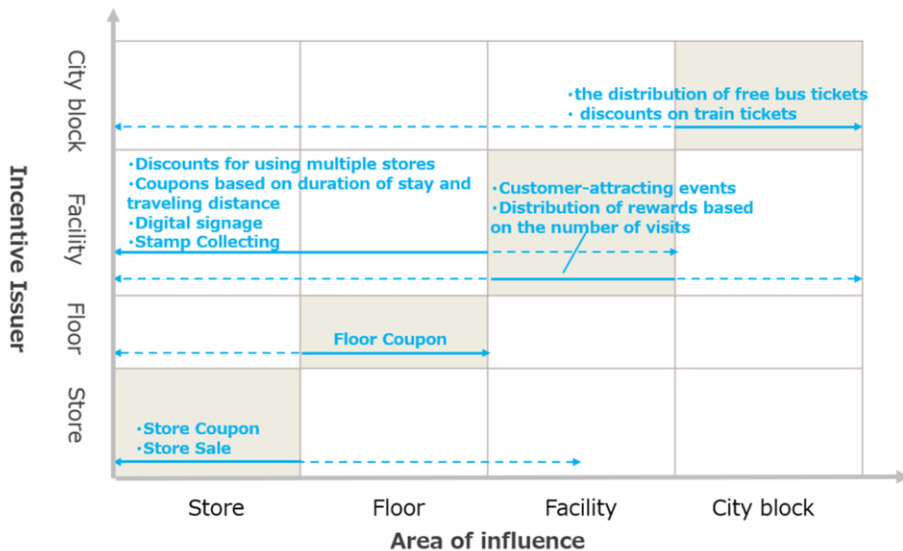 City block
·the distribution of free bus tickets
· discounts on train tickets
Incentive Issuer
Facility
·Discounts for using multiple stores
·Coupons based on duration of stay and
traveling distance
·Digital signage
·Stamp Collecting
·Customer-attracting events
·Distribution of rewards based
on the number of visits
Floor
Floor Coupon
Store
·Store Coupon
·Store Sale
Store
Floor
Facility
City block
Area of influence